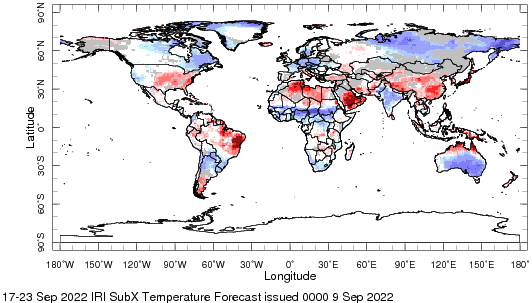 90°N
60°N
30°N
0°
30°S
60°S
90°S
Latitude
180°W 150°W 120°W 90°W 60°W 30°W 0° 30°E 60°E 90°E 120°E 150°E 180°
Longitude
17-23 Sep 2022 IRI SubX Temperature Forecast issued 0000 9 Sep 2022